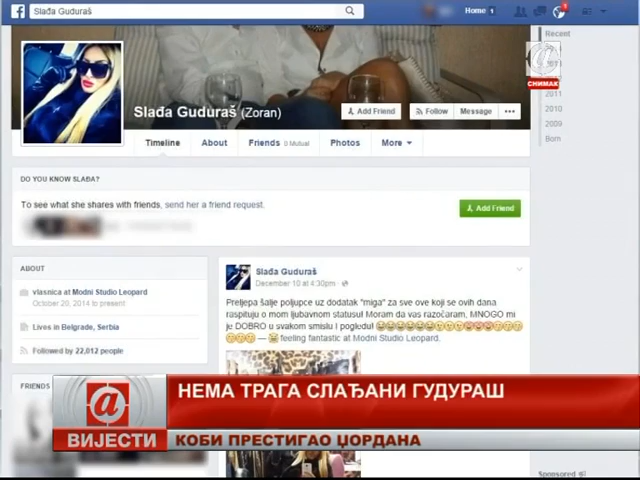 Slađa Guduraš
Home 1
Recent
2011
2010
2009
Born
СНИМАК
Slađa Guduraš (Zoran)
Add Friend
Follow
Message
Timeline
About
Friends 0 Mutual
Photos
More
DO YOU KNOW SLAĐA?
To see what she shares with friends, send her a friend request.
Add Friend
ABOUT
vlasnica at Modni Studio Leopard
October 20, 2014 to present
Lives in Belgrade, Serbia
Followed by 22,012 people
FRIENDS
Slađa Guduraš
December 10 at 4:30pm
Preljepa šalje poljupce uz dodatak "miga" za sve ove koji se ovih dana
raspituju o mom ljubavnom statusu! Moram da vas razočaram, MNOGO mi
je DOBRO u svakom smislu i pogledu!
— feeling fantastic at Modni Studio Leopard.
НЕМА ТРАГА СЛАЂАНИ ГУДУРАШ
ВИЈЕСТИ
КОБИ ПРЕСТИГАО ЏОРДАНА
Sponsored